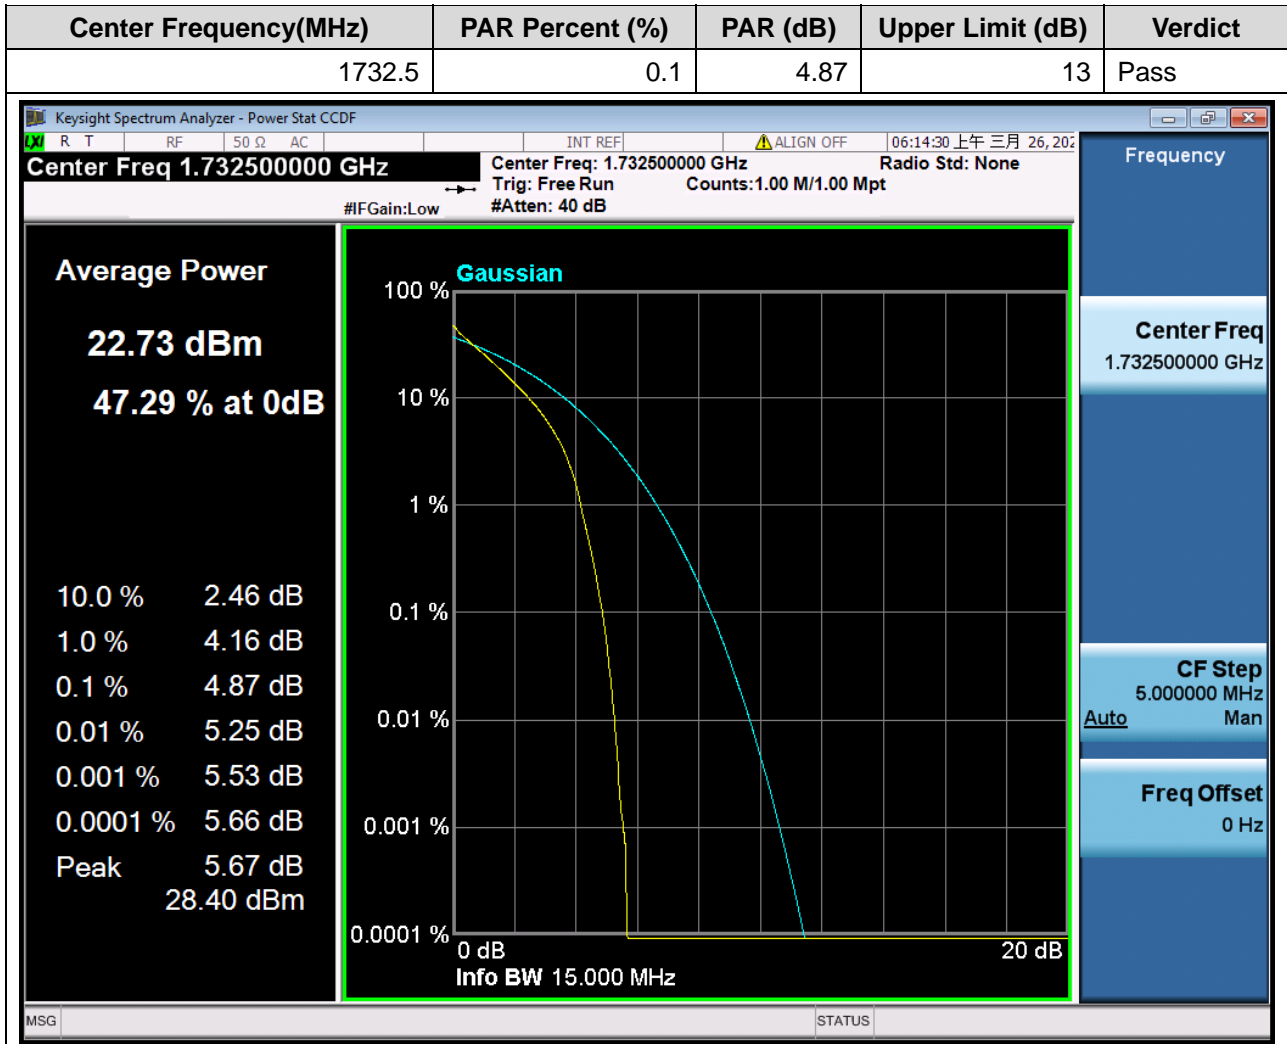 Center Frequency(MHz) PAR Percent (%) PAR (dB) Upper Limit (dB) Verdict
1732.5 0.1 4.87 13 Pass
Keysight Spectrum Analyzer - Power Stat CCDF
LXI R T RF 50 Ω AC INT REF ALIGN OFF 06:14:30 上午 三月 26, 202
Center Freq 1.732500000 GHz
Center Freq: 1.732500000 GHz Radio Std: None
Trig: Free Run Counts:1.00 M/1.00 Mpt
#IFGain:Low #Atten: 40 dB
Frequency
Average Power
22.73 dBm
47.29 % at 0dB
10.0 % 2.46 dB
1.0 % 4.16 dB
0.1 % 4.87 dB
0.01 % 5.25 dB
0.001 % 5.53 dB
0.0001 % 5.66 dB
Peak 5.67 dB
28.40 dBm
Gaussian
100 %
10 %
1 %
0.1 %
0.01 %
0.001 %
0.0001 %
0 dB 20 dB
Info BW 15.000 MHz
Center Freq
1.732500000 GHz
CF Step
5.000000 MHz
Auto Man
Freq Offset
0 Hz
MSG STATUS